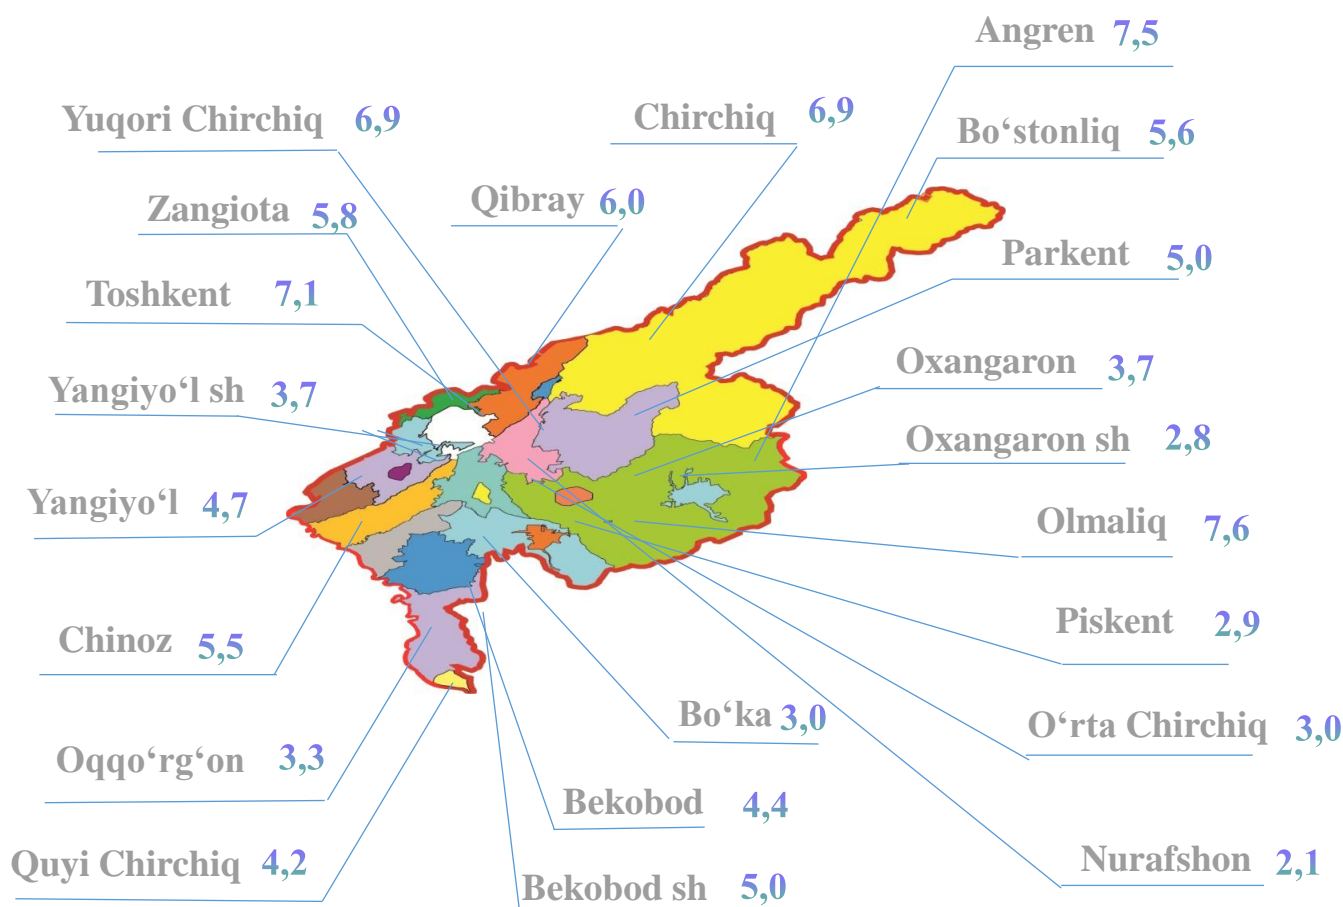 Angren 7,5
Yuqori Chirchiq 6,9
Chirchiq 6,9
Bo‘stonliq 5,6
Zangiota 5,8
Qibray 6,0
Parkent 5,0
Toshkent 7,1
Oxangaron 3,7
Yangiyo‘l sh 3,7
Oxangaron sh 2,8
Yangiyo‘l 4,7
Olmaliq 7,6
Chinoz 5,5
Piskent 2,9
Bo‘ka 3,0
O‘rta Chirchiq 3,0
Oqqo‘rg‘on 3,3
Bekobod 4,4
Quyi Chirchiq 4,2
Nurafshon 2,1
Bekobod sh 5,0